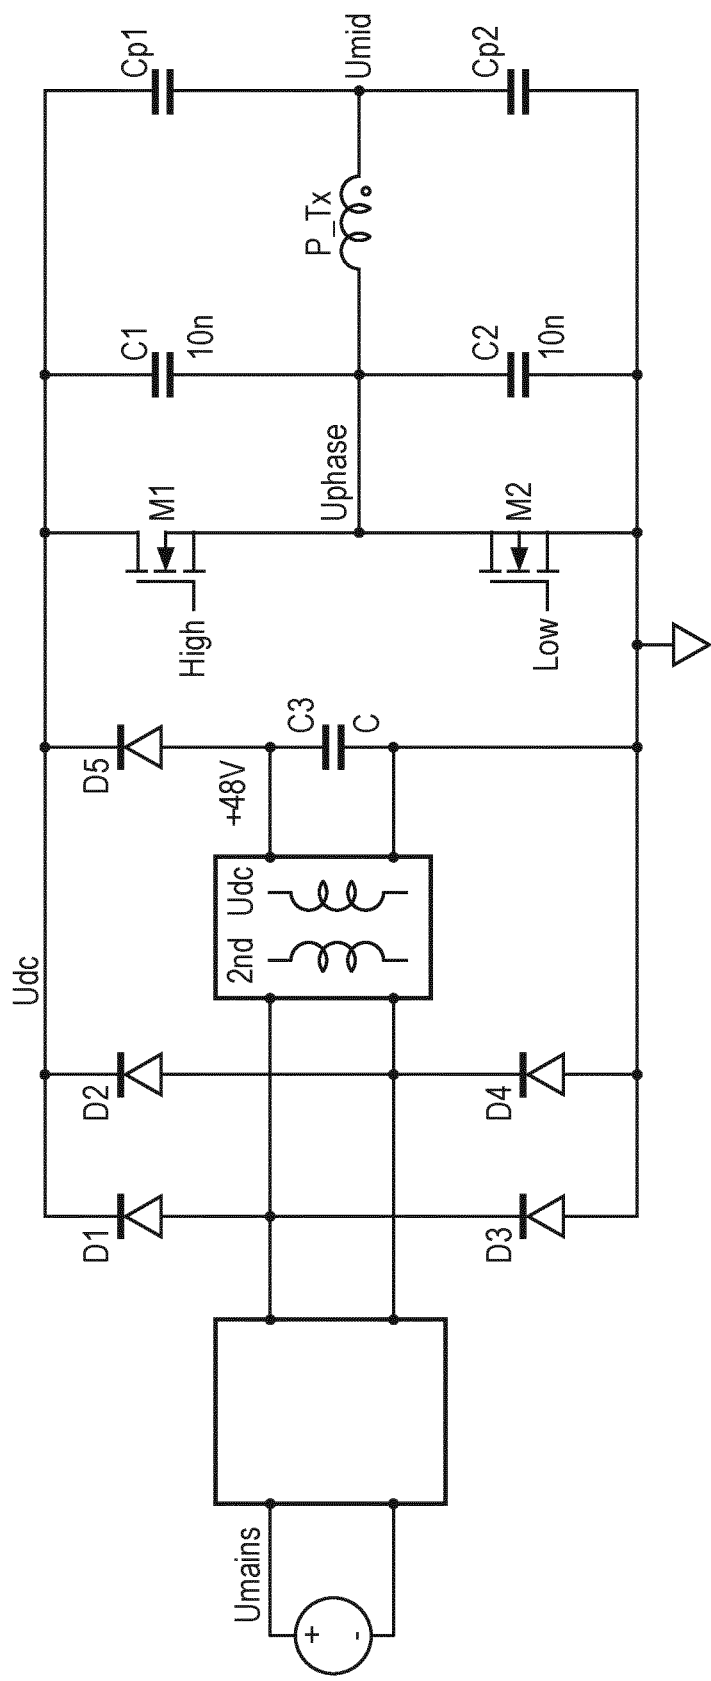 Umains
+
-
D1
D3
D2
D4
Udc
2nd Udc
+48V
D5
C3
C
High
M1
Low
M2
Uphase
C1
10n
C2
10n
P_Tx
Cp1
Umid
Cp2